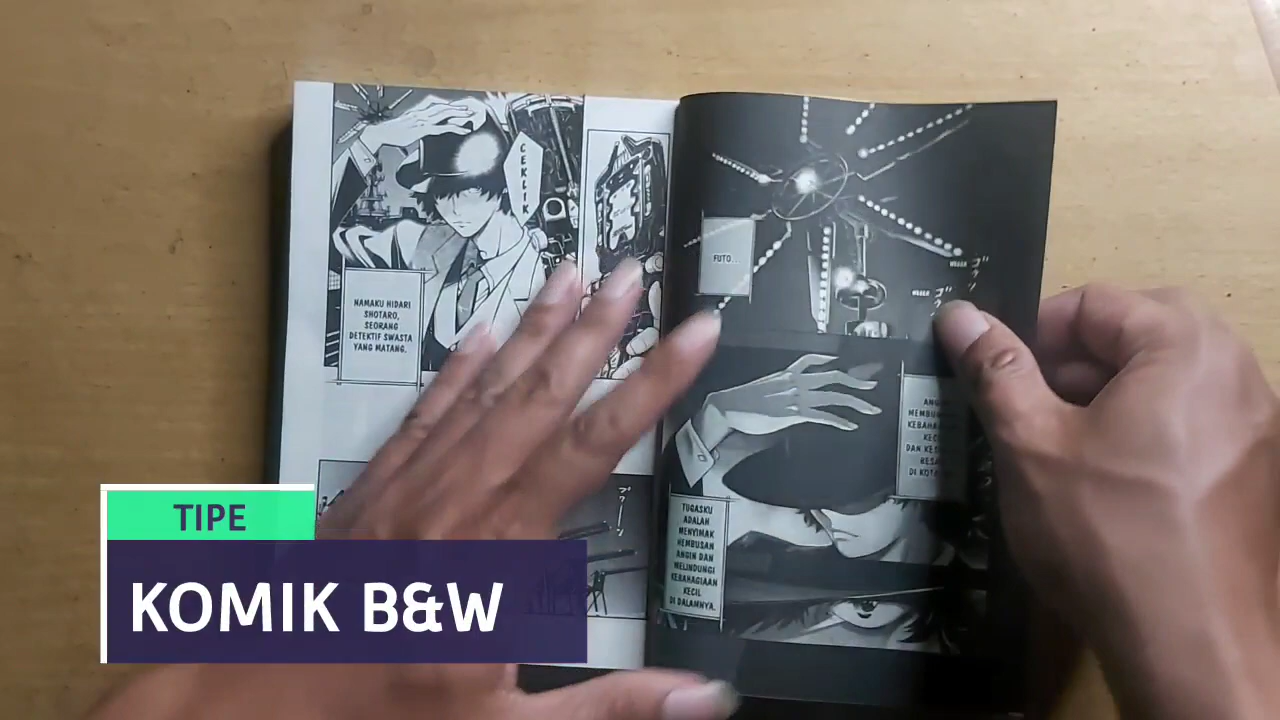 CEKLIK
NAMAKU HIDARI
SHOTARO,
SEORANG
DETEKTIF SWASTA
YANG MATANG.
FUTO...
TUGASKU
ADALAH
MENYIMAK
HEMBUSAN
ANGIN DAN
MELINDUNGI
KEBAHAGIAAN
KECIL
DI DALAMNYA.
TIPE
KOMIK B&W